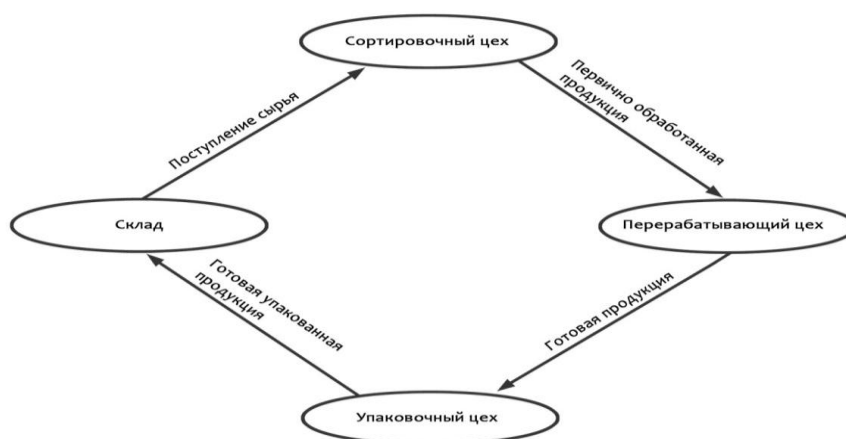 Сортировочный цех
Поступление сырья
Первично обработанная
продукция
Склад
Перерабатывающий цех
Готовая упакованная
продукция
Готовая продукция
Упаковочный цех